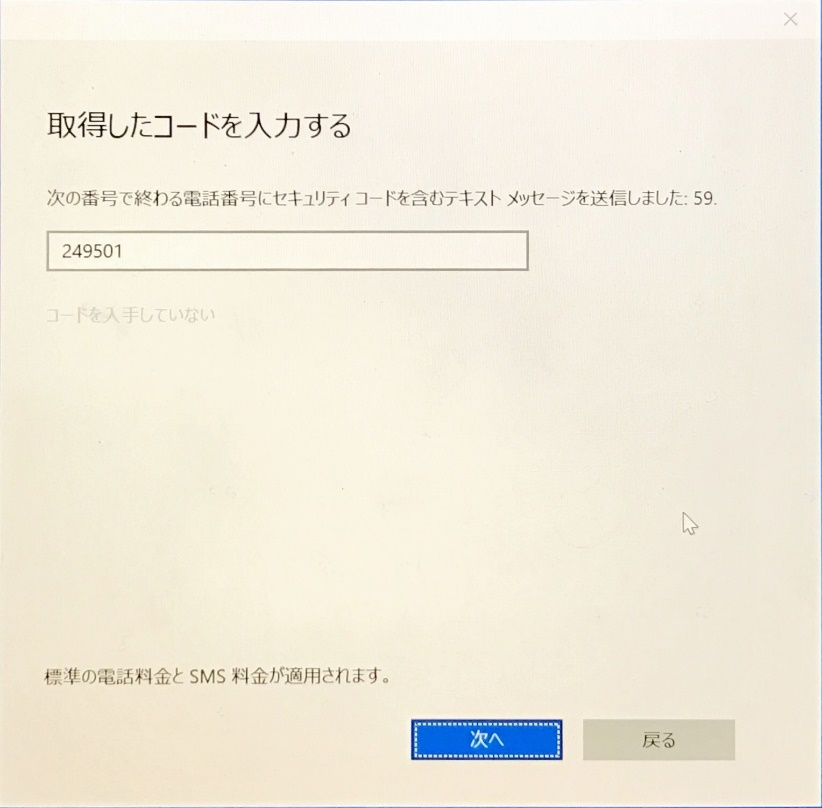 取得したコードを入力する
次の番号で終わる電話番号にセキュリティ コードを含むテキスト メッセージを送信しました: 59.
249501
コードを入手していない
標準の電話料金と SMS 料金が適用されます。
次へ
戻る